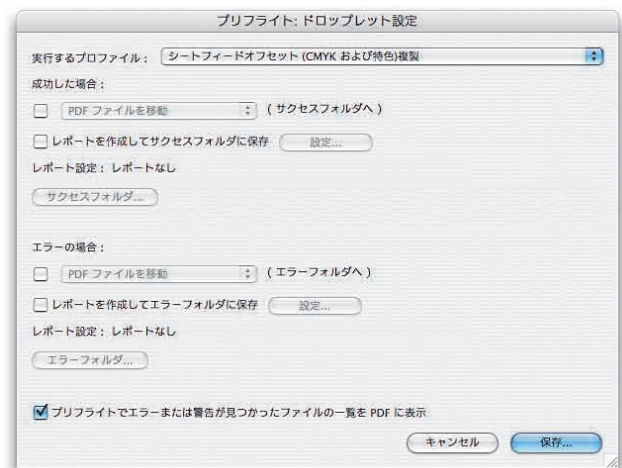 プリフライト: ドロップレット設定
実行するプロファイル： シートフィードオフセット (CMYK および特色)複製
成功した場合：
PDF ファイルを移動 ( サクセスフォルダへ )
レポートを作成してサクセスフォルダに保存 設定...
レポート設定： レポートなし
サクセスフォルダ...
エラーの場合：
PDF ファイルを移動 ( エラーフォルダへ )
レポートを作成してエラーフォルダに保存 設定...
レポート設定： レポートなし
エラーフォルダ...
プリフライトでエラーまたは警告が見つかったファイルの一覧を PDF に表示
キャンセル 保存...